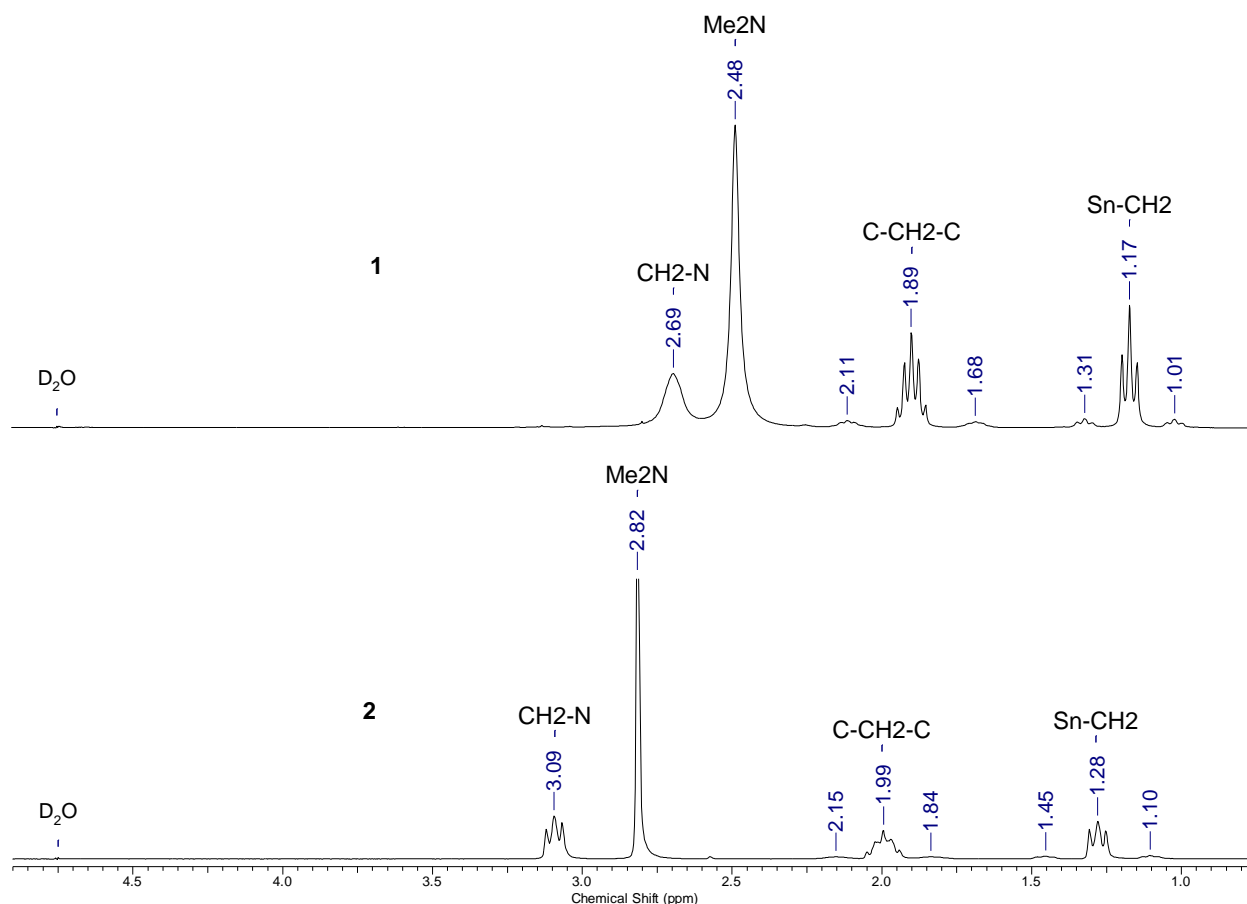 Me2N
2.48
Sn-CH2
C-CH2-C
1.17
1
CH2-N
1.89
2.69
D₂O
2.11
1.68
1.31
1.01
Me2N
2.82
2
CH2-N
C-CH2-C
Sn-CH2
3.09
1.99
1.28
D₂O
2.15
1.84
1.45
1.10
4.5 4.0 3.5 3.0 2.5 2.0 1.5 1.0
Chemical Shift (ppm)